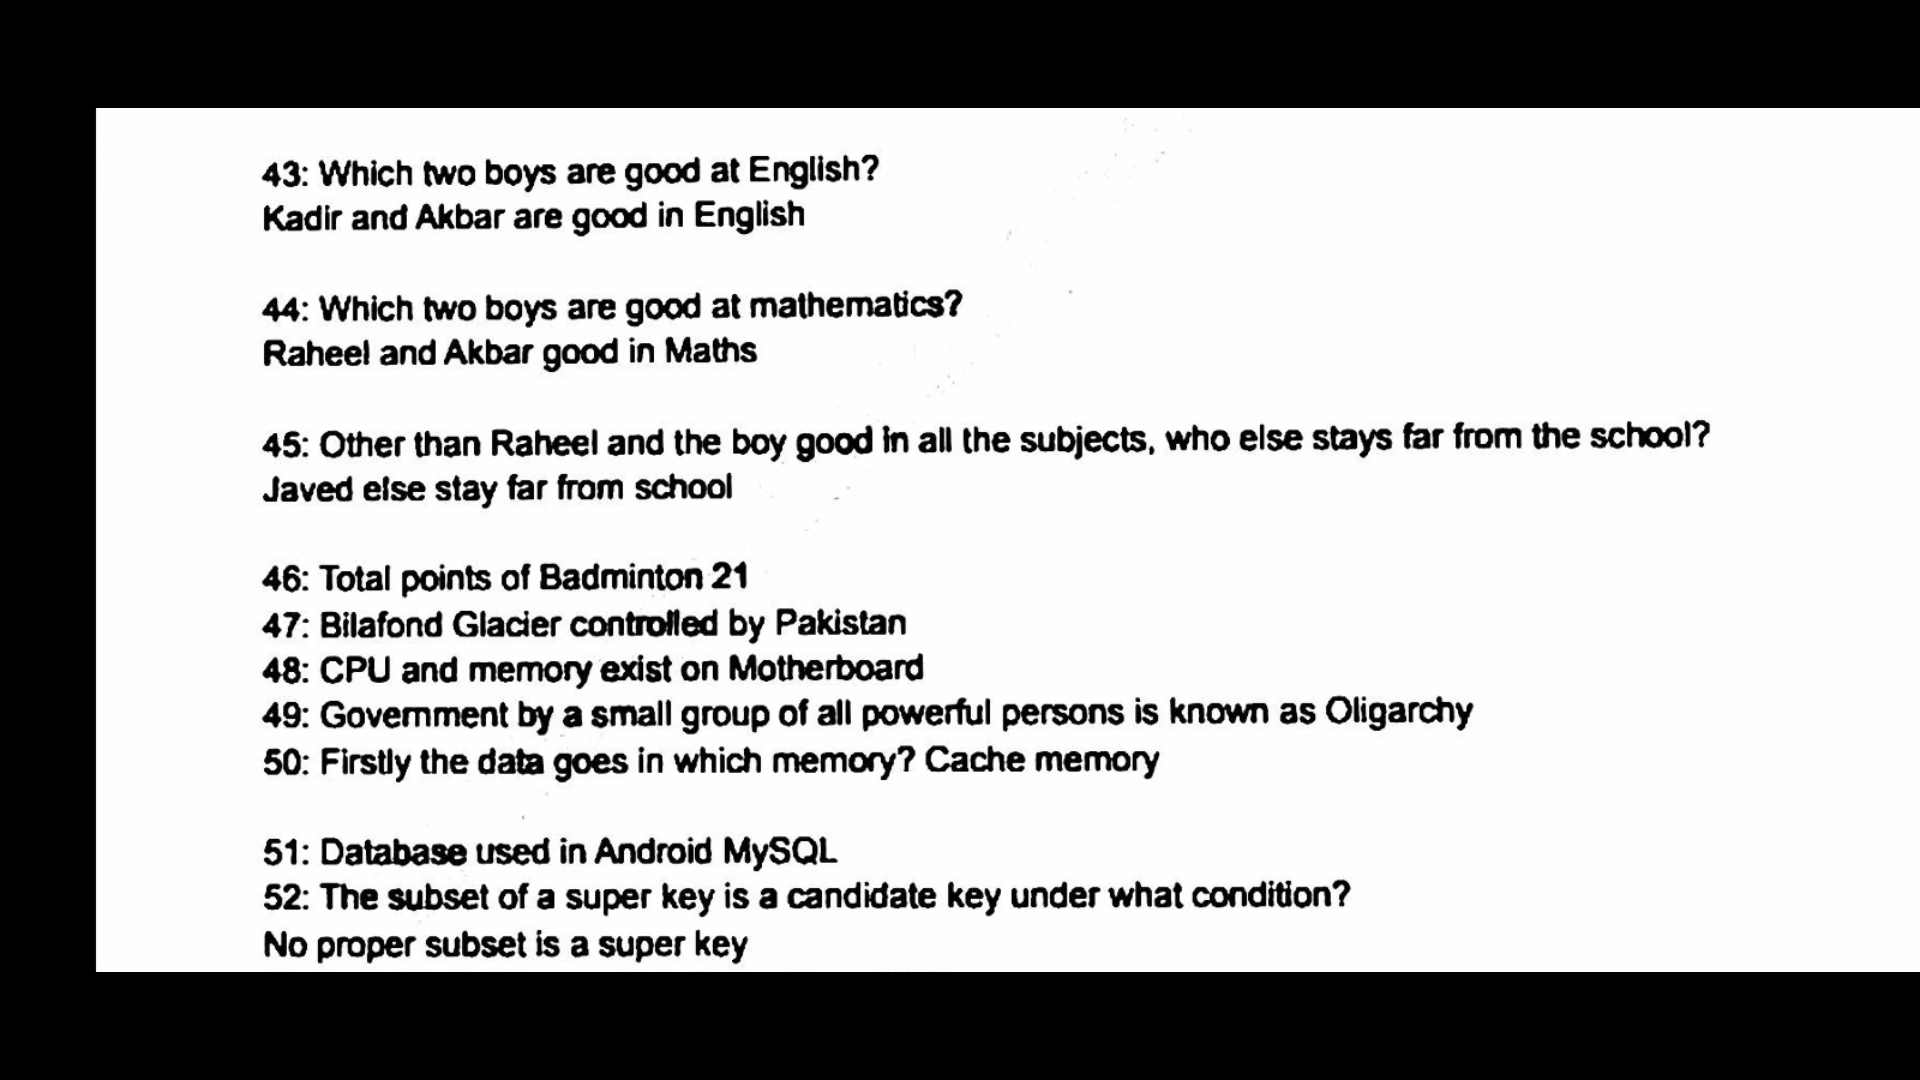 43: Which two boys are good at English?
Kadir and Akbar are good in English
44: Which two boys are good at mathematics?
Raheel and Akbar good in Maths
45: Other than Raheel and the boy good in all the subjects, who else stays far from the school?
Javed else stay far from school
46: Total points of Badminton 21
47: Bilafond Glacier controlled by Pakistan
48: CPU and memory exist on Motherboard
49: Government by a small group of all powerful persons is known as Oligarchy
50: Firstly the data goes in which memory? Cache memory
51: Database used in Android MySQL
52: The subset of a super key is a candidate key under what condition?
No proper subset is a super key